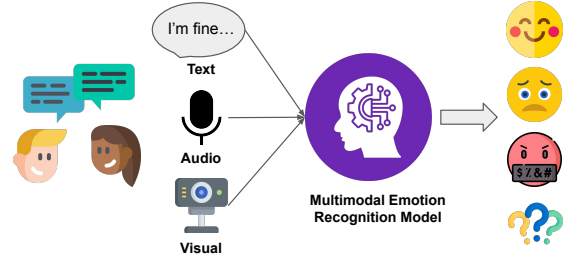 I'm fine…
Text
Audio
Visual
Multimodal Emotion
Recognition Model
$%&#
???